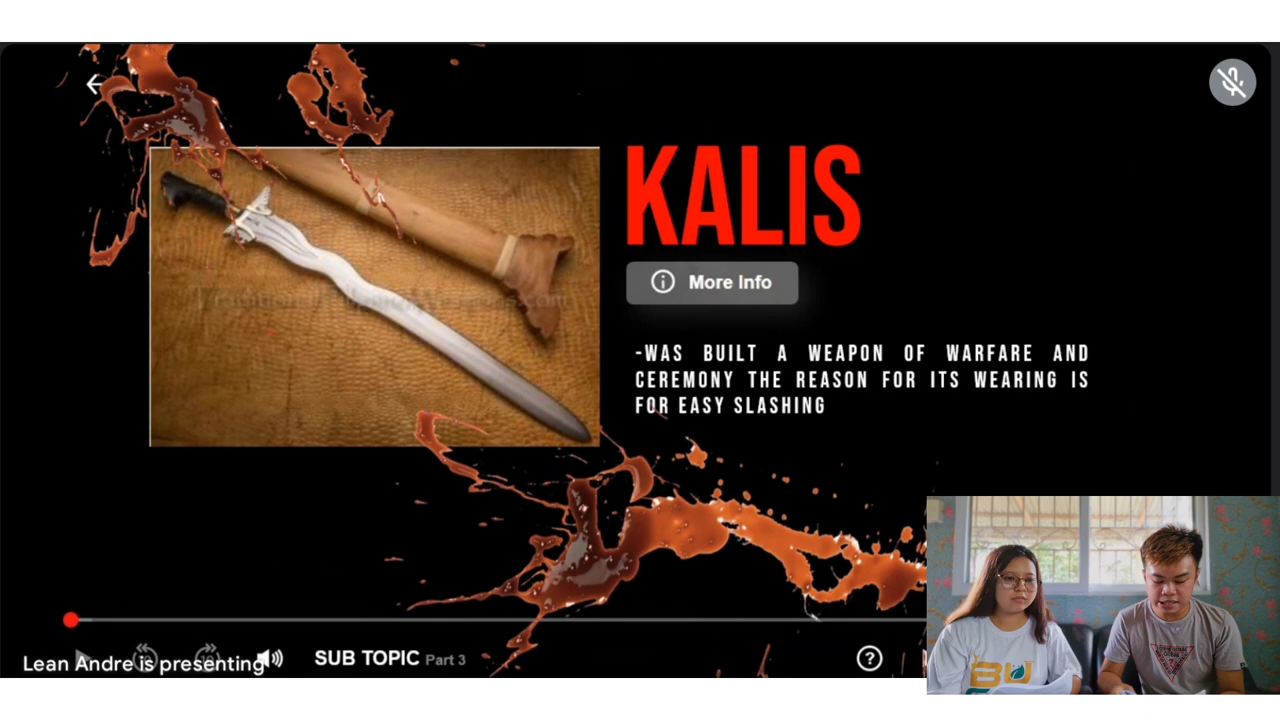 KALIS
More Info
-WAS BUILT A WEAPON OF WARFARE AND
CEREMONY THE REASON FOR ITS WEARING IS
FOR EASY SLASHING
SUB TOPIC Part 3
Lean Andre is presenting
BU